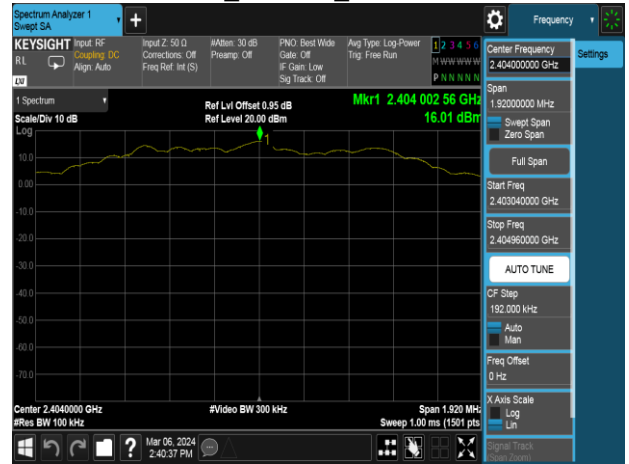 Spectrum Analyzer 1
Swept SA
Frequency
KEYSIGHT
RL
LXI
Input: RF
Coupling: DC
Align: Auto
Input Z: 50 Ω
Corrections: Off
Freq Ref: Int (S)
#Atten: 30 dB
Preamp: Off
PNO: Best Wide
Gate: Off
IF Gain: Low
Sig Track: Off
Avg Type: Log-Power
Trig: Free Run
1 2 3 4 5 6
M W W W W W
P N N N N N
1 Spectrum
Scale/Div 10 dB
Log
Ref Lvl Offset 0.95 dB
Ref Level 20.00 dBm
Mkr1 2.404 002 56 GHz
16.01 dBm
1
10.0
0.00
-10.0
-20.0
-30.0
-40.0
-50.0
-60.0
-70.0
Center 2.4040000 GHz
#Res BW 100 kHz
#Video BW 300 kHz
Span 1.920 MHz
Sweep 1.00 ms (1501 pts
Mar 06, 2024
2:40:37 PM
?
Center Frequency
2.404000000 GHz
Settings
Span
1.92000000 MHz
Swept Span
Zero Span
Full Span
Start Freq
2.403040000 GHz
Stop Freq
2.404960000 GHz
AUTO TUNE
CF Step
192.000 kHz
Auto
Man
Freq Offset
0 Hz
X Axis Scale
Log
Lin
Signal Track
(Span Zoom)